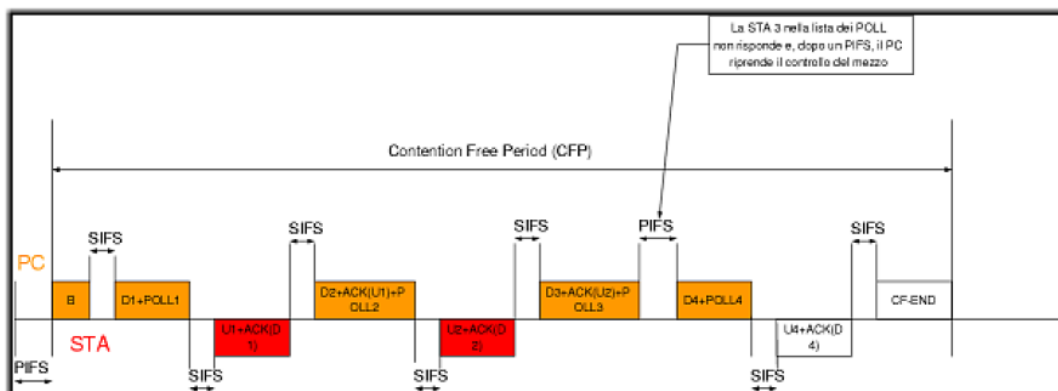 La STA 3 nella lista dei POLL
non risponde e, dopo un PIFS, il PC
riprende il controllo del mezzo
Contention Free Period (CFP)
SIFS
SIFS
SIFS
PIFS
SIFS
PC
B
D1+POLL1
D2+ACK(U1)+P
OLL2
D3+ACK(U2)+P
OLL3
D4+POLL4
CF-END
STA
U1+ACK(D
1)
U2+ACK(D
2)
U4+ACK(D
4)
PIFS
SIFS
SIFS
SIFS
SIFS